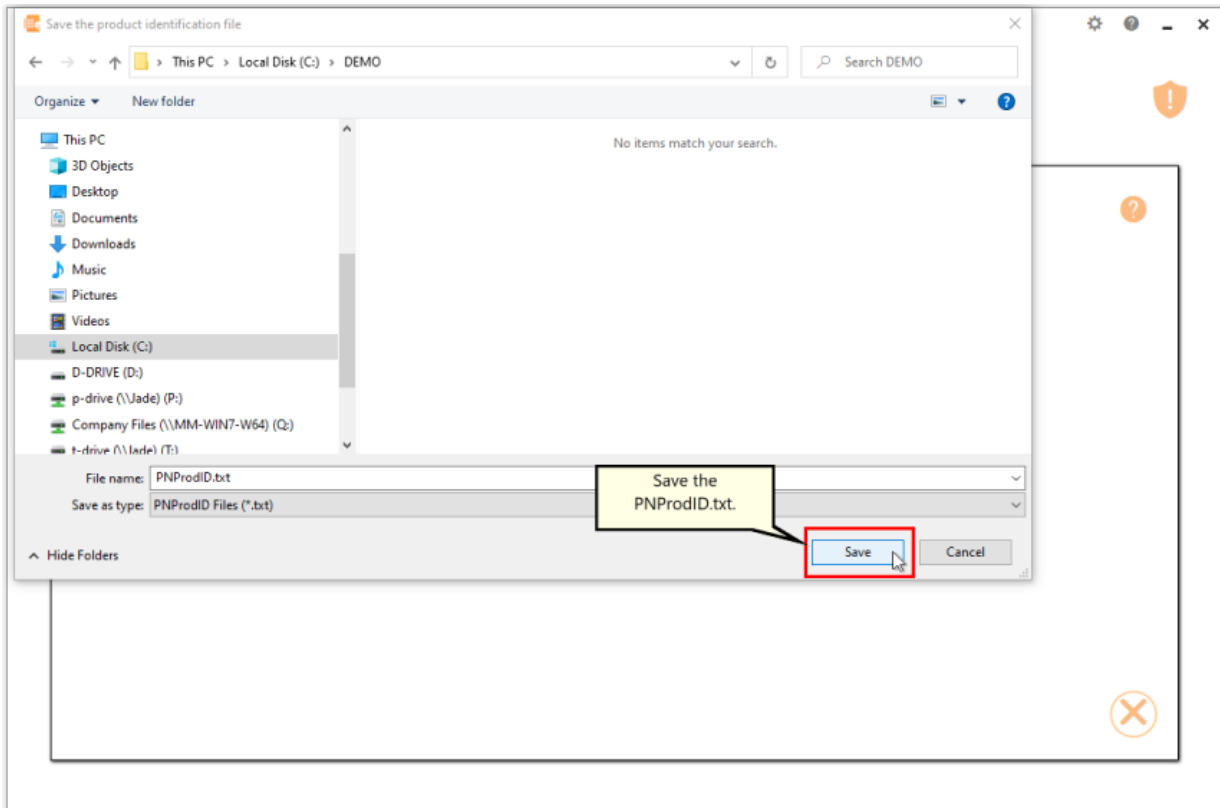 Save the product identification file
This PC > Local Disk (C:) > DEMO
Search DEMO
Organize
New folder
This PC
No items match your search.
3D Objects
Desktop
Documents
Downloads
Music
Pictures
Videos
Local Disk (C:)
D-DRIVE (D:)
p-drive (\\Jade) (P:)
Company Files (\\MM-WIN7-W64) (Q:)
t-drive (\\Jade) (T:)
File name: PNProdID.txt
Save as type: PNProdID Files (*.txt)
Save the
PNProdID.txt.
Hide Folders
Save
Cancel